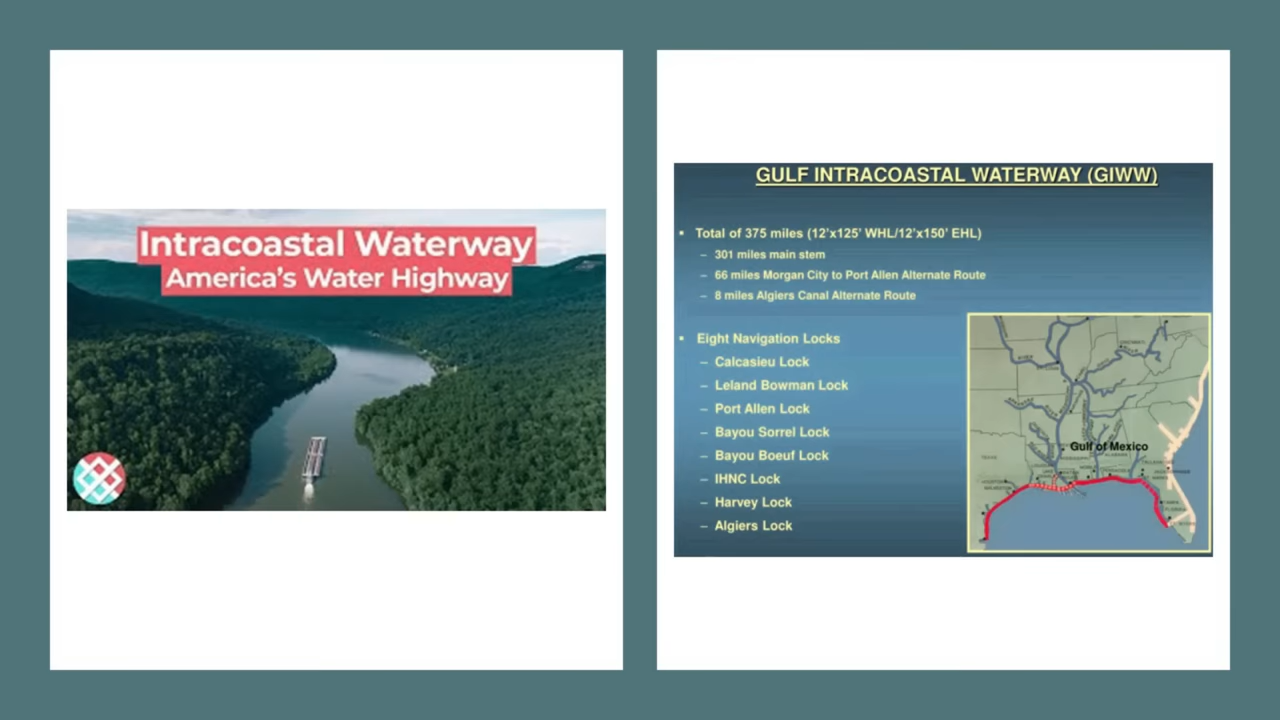 Intracoastal Waterway
America's Water Highway
GULF INTRACOASTAL WATERWAY (GIWW)
▪ Total of 375 miles (12'x125' WHL/12'x150' EHL)
– 301 miles main stem
– 66 miles Morgan City to Port Allen Alternate Route
– 8 miles Algiers Canal Alternate Route
▪ Eight Navigation Locks
– Calcasieu Lock
– Leland Bowman Lock
– Port Allen Lock
– Bayou Sorrel Lock
– Bayou Boeuf Lock
– IHNC Lock
– Harvey Lock
– Algiers Lock
Gulf of Mexico
TEXAS